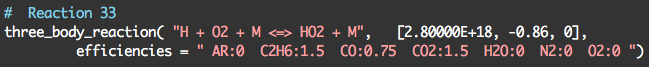 # Reaction 33
three_body_reaction( "H + O2 + M <=> HO2 + M", [2.80000E+18, -0.86, 0],
efficiencies = " AR:0 C2H6:1.5 CO:0.75 CO2:1.5 H2O:0 N2:0 O2:0 ")